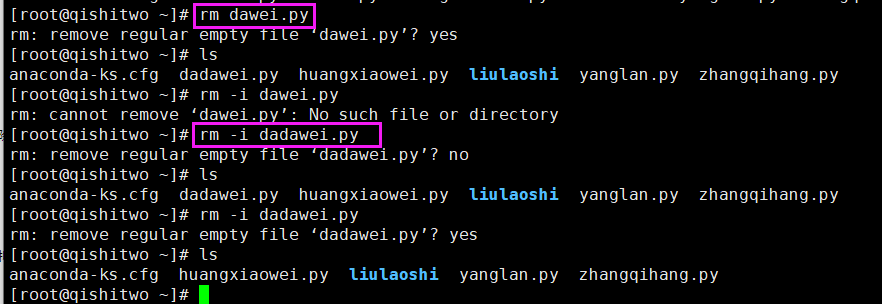 [root@qishitwo ~]# rm dawei.py
rm: remove regular empty file ‘dawei.py’? yes
[root@qishitwo ~]# ls
anaconda-ks.cfg  dadawei.py  huangxiaowei.py  liulaoshi  yanglan.py  zhangqihang.py
[root@qishitwo ~]# rm -i dawei.py
rm: cannot remove ‘dawei.py’: No such file or directory
[root@qishitwo ~]# rm -i dadawei.py
rm: remove regular empty file ‘dadawei.py’? no
[root@qishitwo ~]# ls
anaconda-ks.cfg  dadawei.py  huangxiaowei.py  liulaoshi  yanglan.py  zhangqihang.py
[root@qishitwo ~]# rm -i dadawei.py
rm: remove regular empty file ‘dadawei.py’? yes
[root@qishitwo ~]# ls
anaconda-ks.cfg  huangxiaowei.py  liulaoshi  yanglan.py  zhangqihang.py
[root@qishitwo ~]#